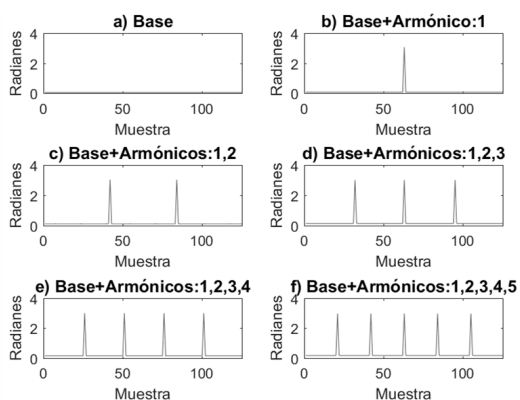 a) Base
4
2
0
Radianes
0 50 100
Muestra
b) Base+Armónico:1
4
2
0
Radianes
0 50 100
Muestra
c) Base+Armónicos:1,2
4
2
0
Radianes
0 50 100
Muestra
d) Base+Armónicos:1,2,3
4
2
0
Radianes
0 50 100
Muestra
e) Base+Armónicos:1,2,3,4
4
2
0
Radianes
0 50 100
Muestra
f) Base+Armónicos:1,2,3,4,5
4
2
0
Radianes
0 50 100
Muestra